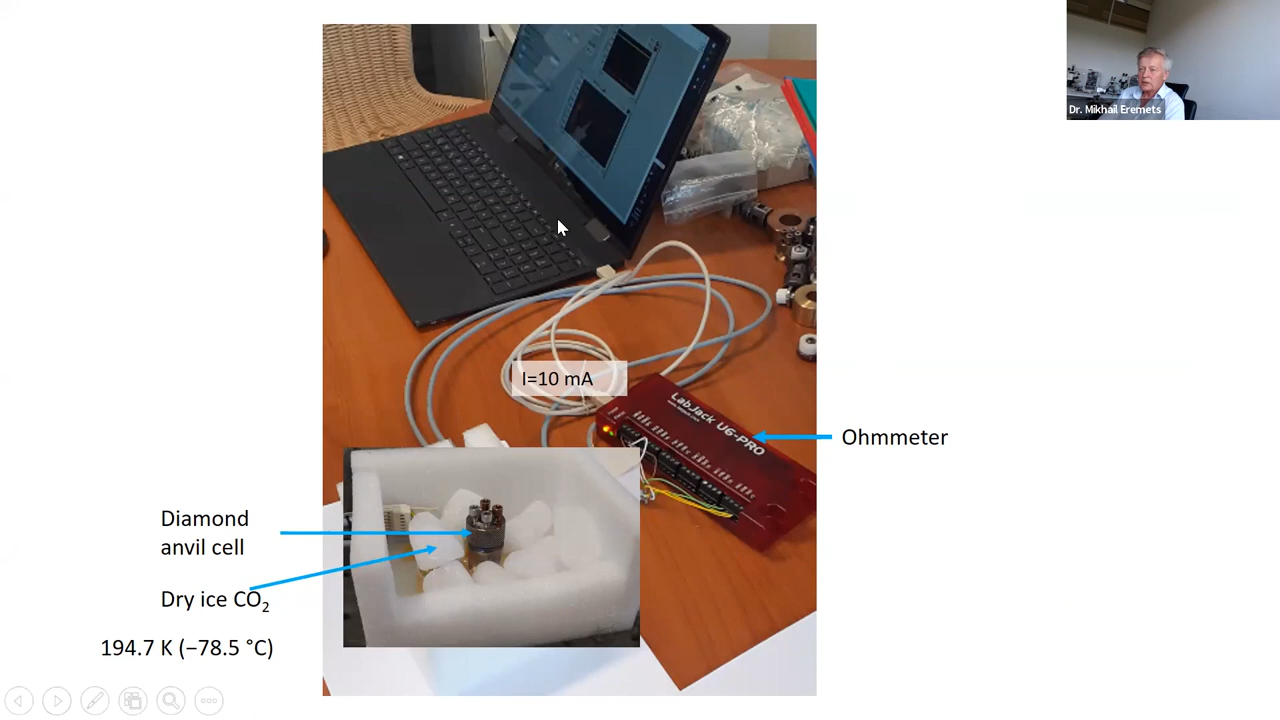 Dr. Mikhail Eremets
I=10 mA
LabJack U6-PRO
Ohmmeter
Diamond
anvil cell
Dry ice CO₂
194.7 K (−78.5 °C)